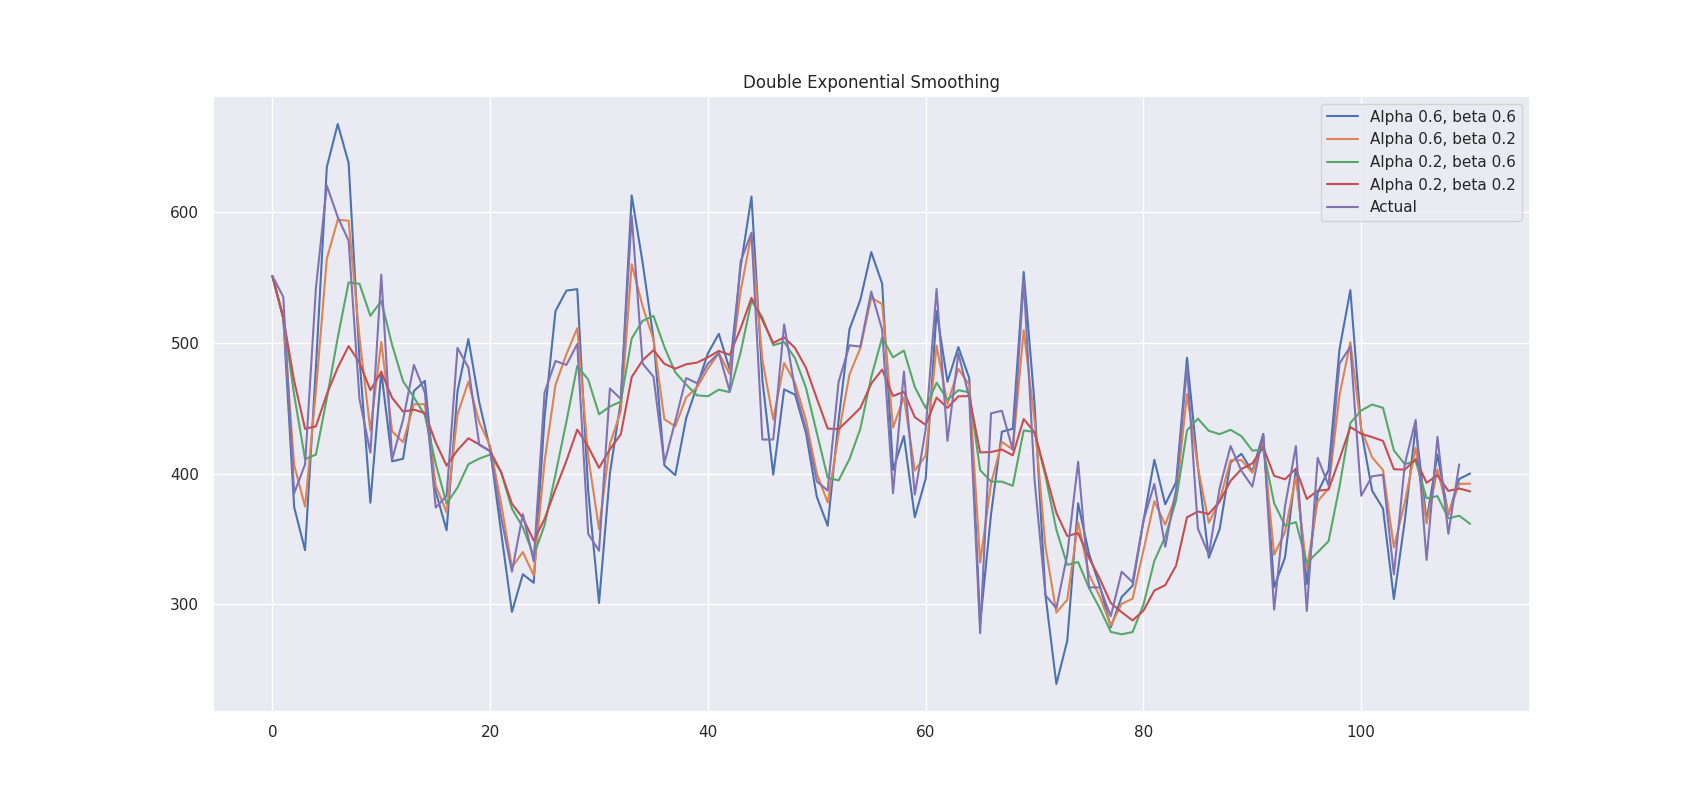 Double Exponential Smoothing
Alpha 0.6, beta 0.6
Alpha 0.6, beta 0.2
Alpha 0.2, beta 0.6
Alpha 0.2, beta 0.2
Actual
600
500
400
300
0 20 40 60 80 100